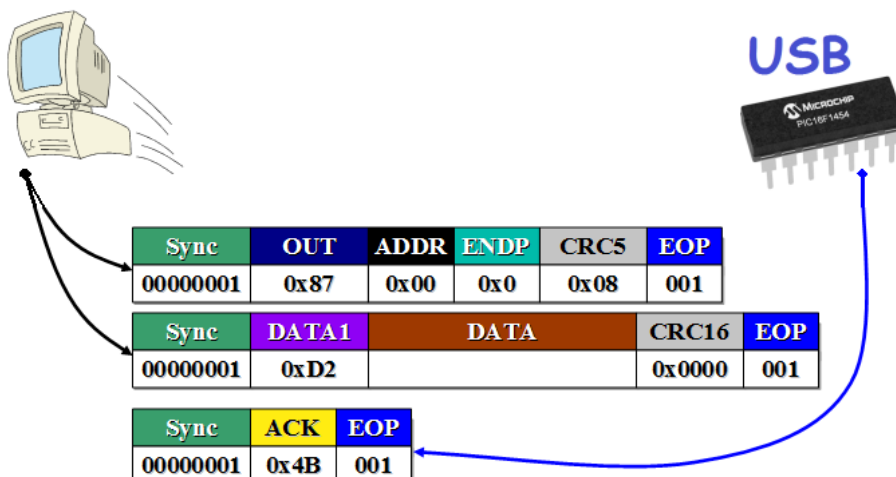 USB
MICROCHIP
PIC16F1454
Sync OUT ADDR ENDP CRC5 EOP
00000001 0x87 0x00 0x0 0x08 001
Sync DATA1 DATA CRC16 EOP
00000001 0xD2 0x0000 001
Sync ACK EOP
00000001 0x4B 001